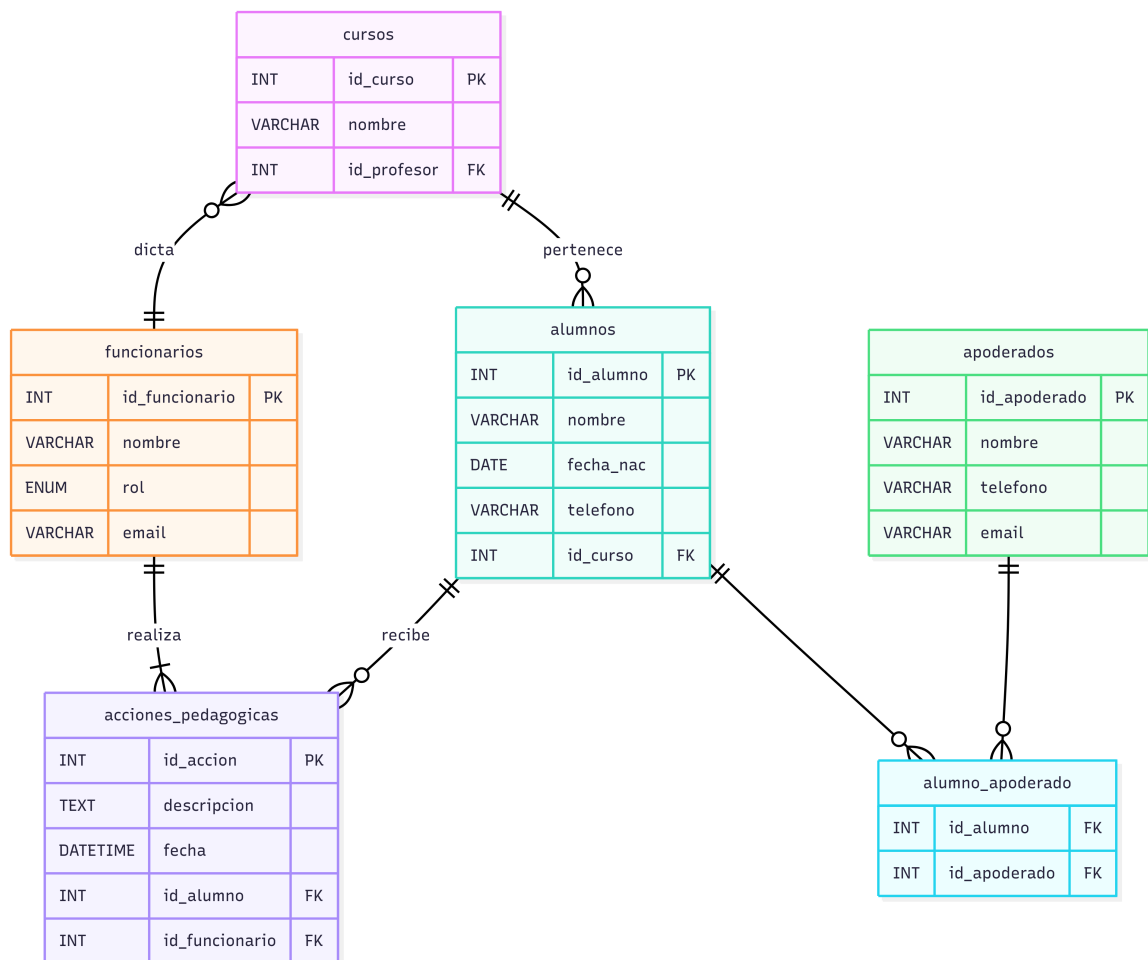 cursos
INT id_curso PK
VARCHAR nombre
INT id_profesor FK
dicta
pertenece
funcionarios
INT id_funcionario PK
VARCHAR nombre
ENUM rol
VARCHAR email
alumnos
INT id_alumno PK
VARCHAR nombre
DATE fecha_nac
VARCHAR telefono
INT id_curso FK
apoderados
INT id_apoderado PK
VARCHAR nombre
VARCHAR telefono
VARCHAR email
realiza
recibe
acciones_pedagogicas
INT id_accion PK
TEXT descripcion
DATETIME fecha
INT id_alumno FK
INT id_funcionario FK
alumno_apoderado
INT id_alumno FK
INT id_apoderado FK